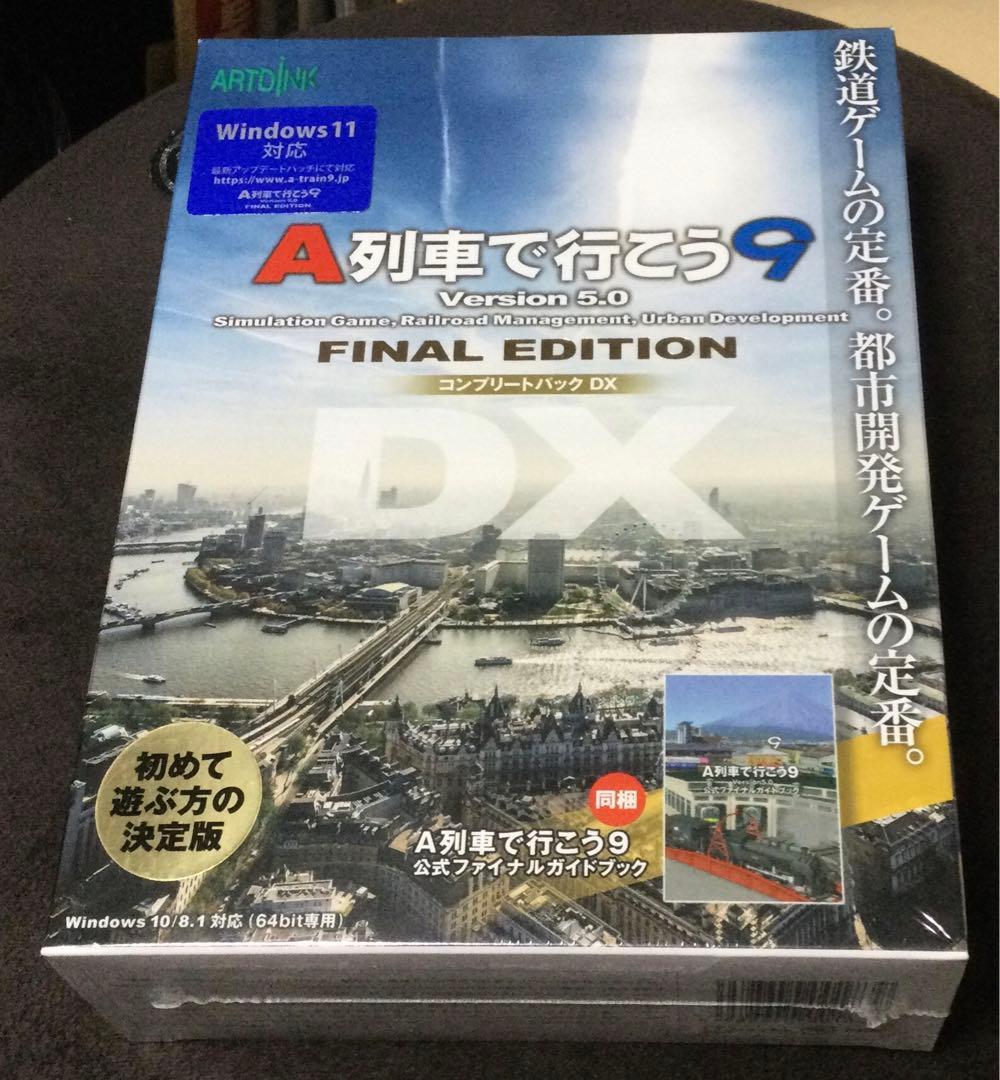 ARTDINK
Windows11
対応
最新アップデートパッチにて対応
https://www.a-train9.jp
A列車で行こう9
Version 5.0
FINAL EDITION
鉄道ゲームの定番。都市開発ゲームの定番。
A列車で行こう9
Version 5.0
Simulation Game, Railroad Management, Urban Development
FINAL EDITION
コンプリートパック DX
DX
初めて
遊ぶ方の
決定版
同梱
A列車で行こう9
公式ファイナルガイドブック
9
A列車で行こう9
Version5.0
公式ファイナルガイドブック
Windows 10/8.1 対応（64bit専用）